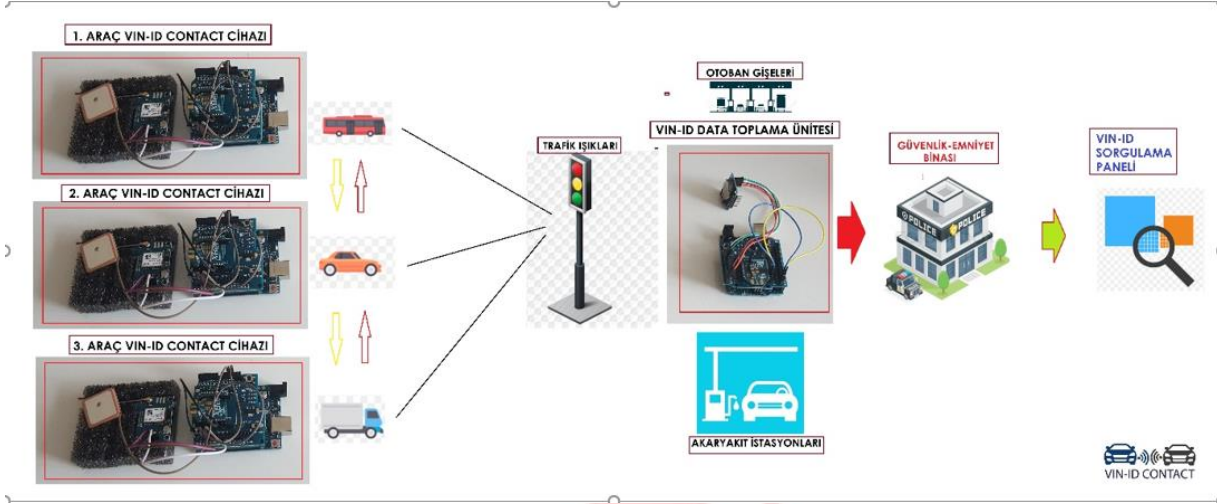 1. ARAÇ VIN-ID CONTACT CİHAZI
2. ARAÇ VIN-ID CONTACT CİHAZI
3. ARAÇ VIN-ID CONTACT CİHAZI
TRAFİK IŞIKLARI
OTOBAN GİŞELERİ
VIN-ID DATA TOPLAMA ÜNİTESİ
AKARYAKIT İSTASYONLARI
GÜVENLİK-EMNİYET
BİNASI
POLICE
POLICE
VIN-ID
SORGULAMA
PANELİ
VIN-ID CONTACT